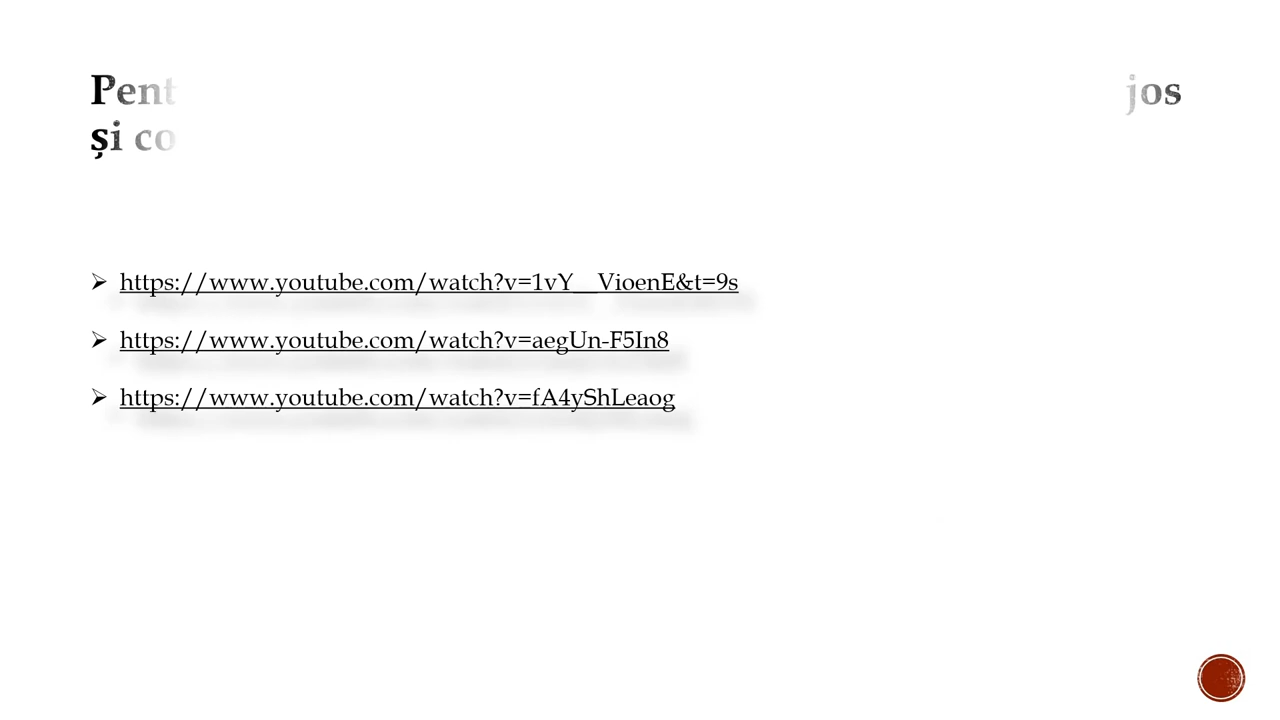 Pent jos
și co
https://www.youtube.com/watch?v=1vY__VioenE&t=9s
https://www.youtube.com/watch?v=aegUn-F5In8
https://www.youtube.com/watch?v=fA4yShLeaog